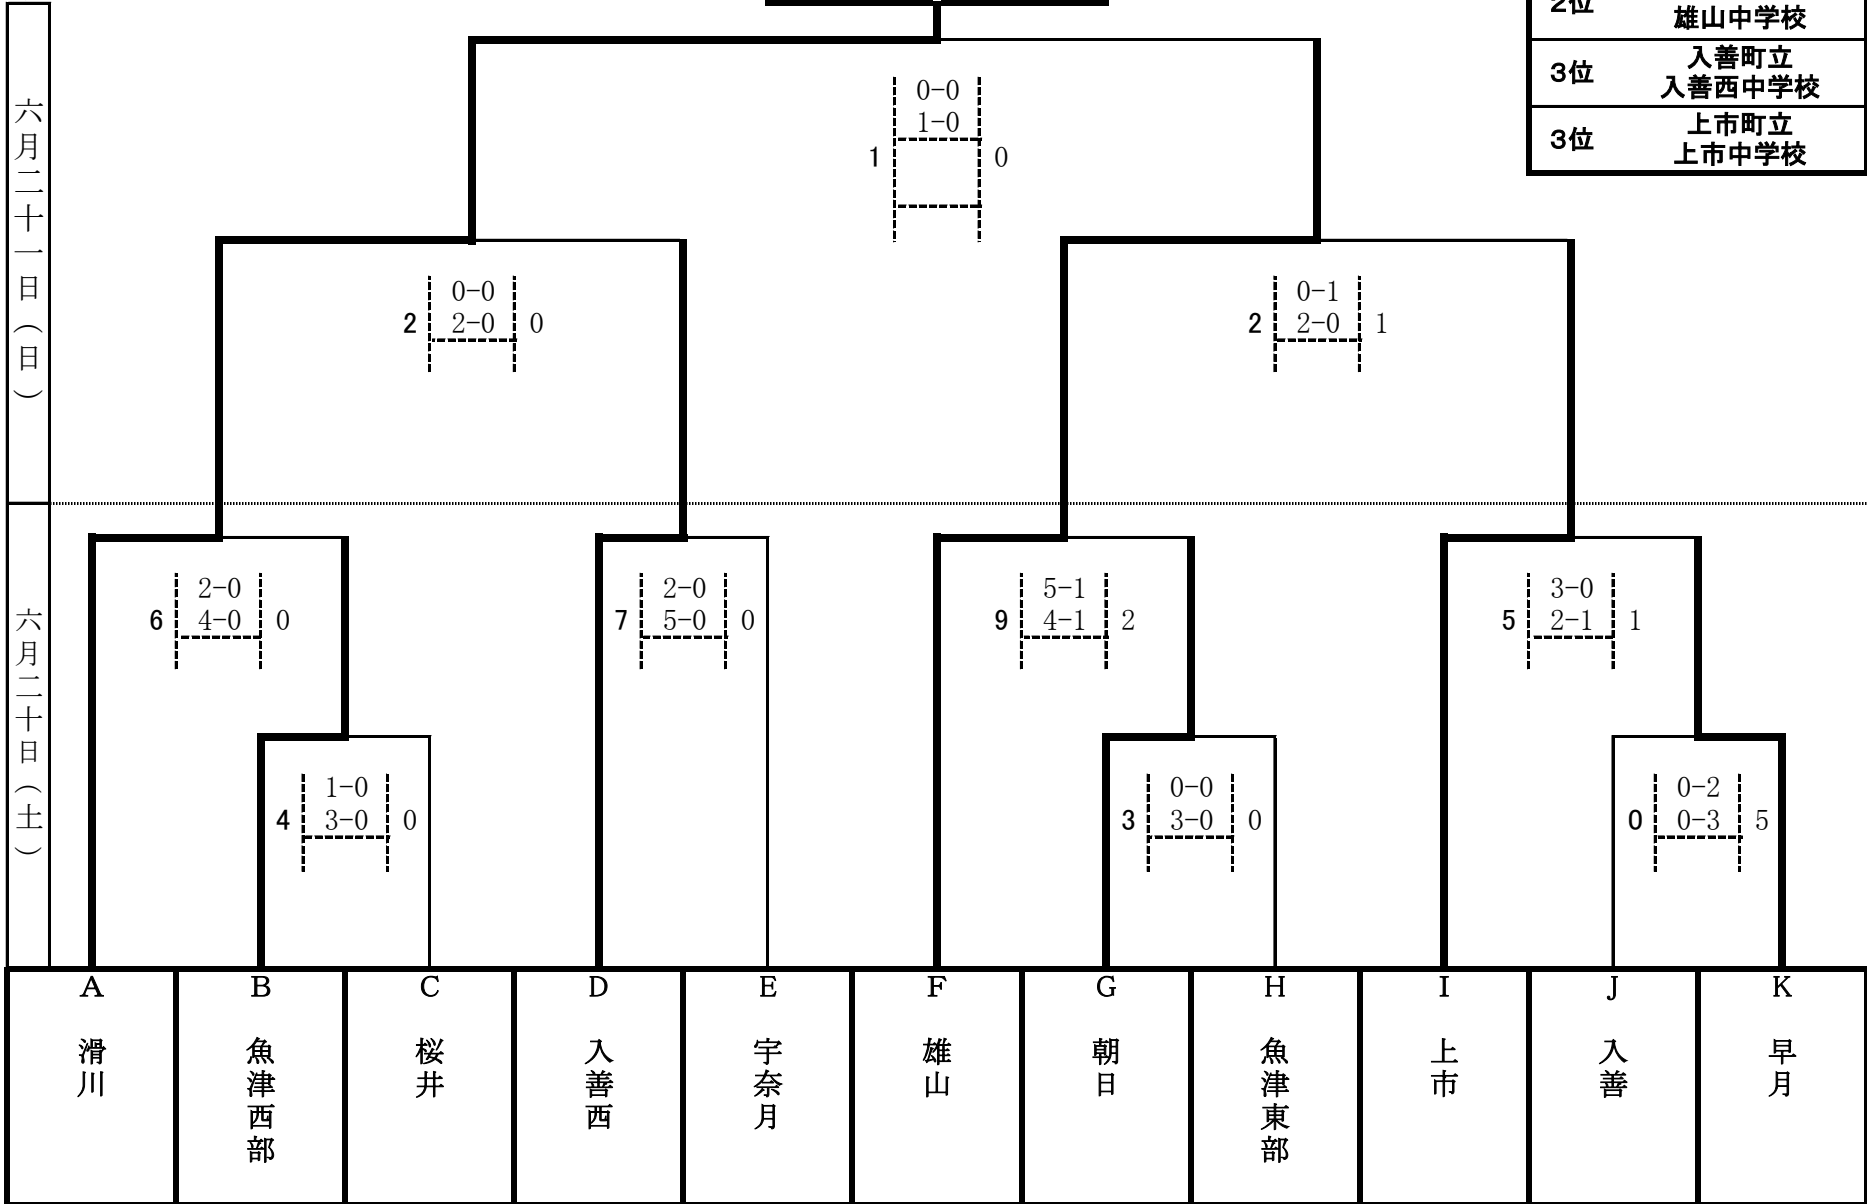 2位
雄山中学校
3位
入善町立
入善西中学校
3位
上市町立
上市中学校
六月二十一日(日)
0-0
1-0
1
0
0-0
2 2-0 0
0-1
2 2-0 1
六月二十日(土)
2-0
6 4-0 0
2-0
7 5-0 0
5-1
9 4-1 2
3-0
5 2-1 1
1-0
4 3-0 0
0-0
3 3-0 0
0-2
0 0-3 5
A B C D E F G H I J K
滑川
魚津西部
桜井
入善西
宇奈月
雄山
朝日
魚津東部
上市
入善
早月